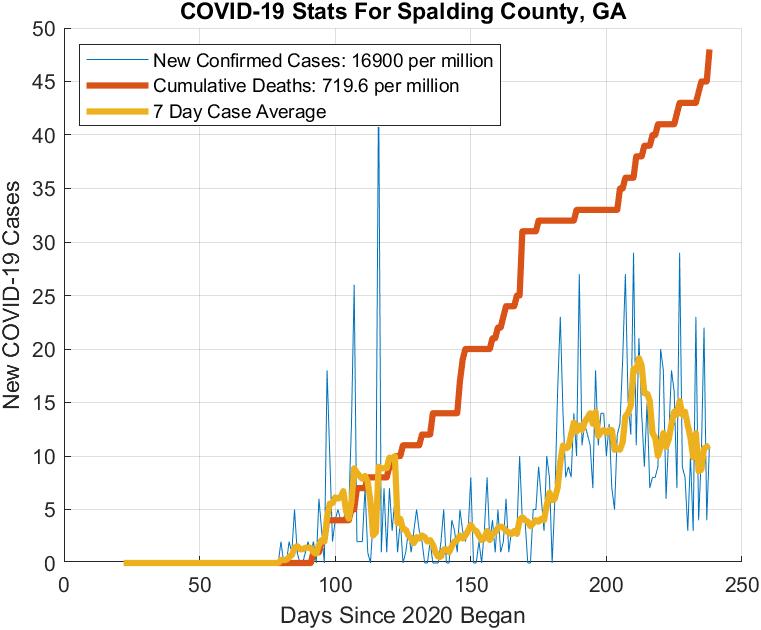 COVID-19 Stats For Spalding County, GA
New Confirmed Cases: 16900 per million
Cumulative Deaths: 719.6 per million
7 Day Case Average
50
45
40
35
30
25
20
15
10
5
0
New COVID-19 Cases
0 50 100 150 200 250
Days Since 2020 Began